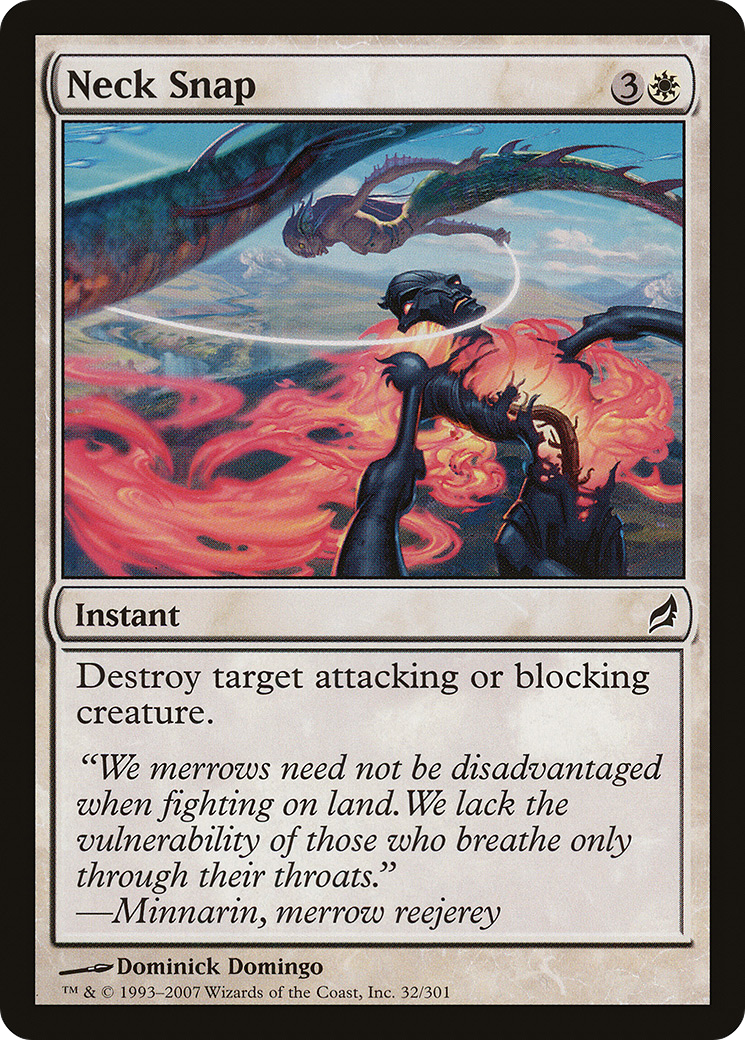 Neck Snap 3
Instant
Destroy target attacking or blocking
creature.
“We merrows need not be disadvantaged
when fighting on land. We lack the
vulnerability of those who breathe only
through their throats.”
—Minnarin, merrow reejerey
Dominick Domingo
™ & © 1993–2007 Wizards of the Coast, Inc. 32/301